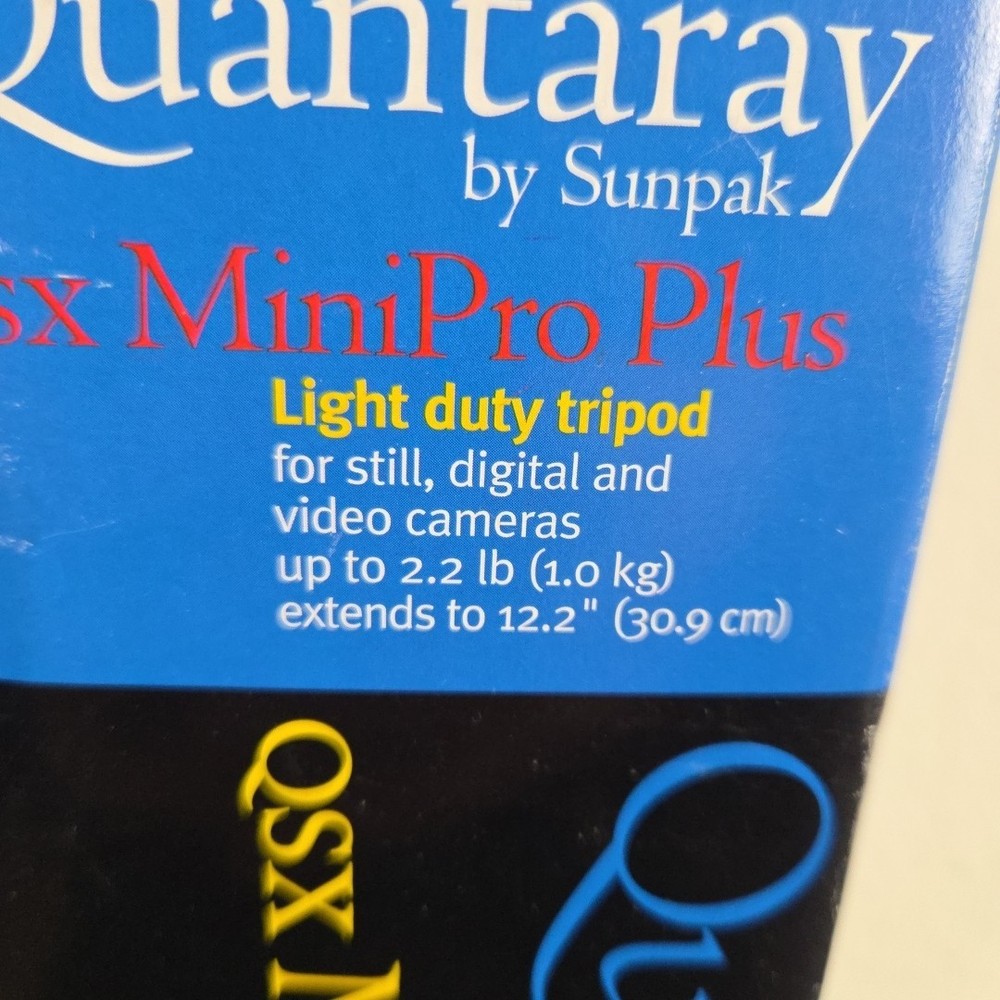 Quantaray
by Sunpak
sx MiniPro Plus
Light duty tripod
for still, digital and
video cameras
up to 2.2 lb (1.0 kg)
extends to 12.2" (30.9 cm)
QSX M
Qu